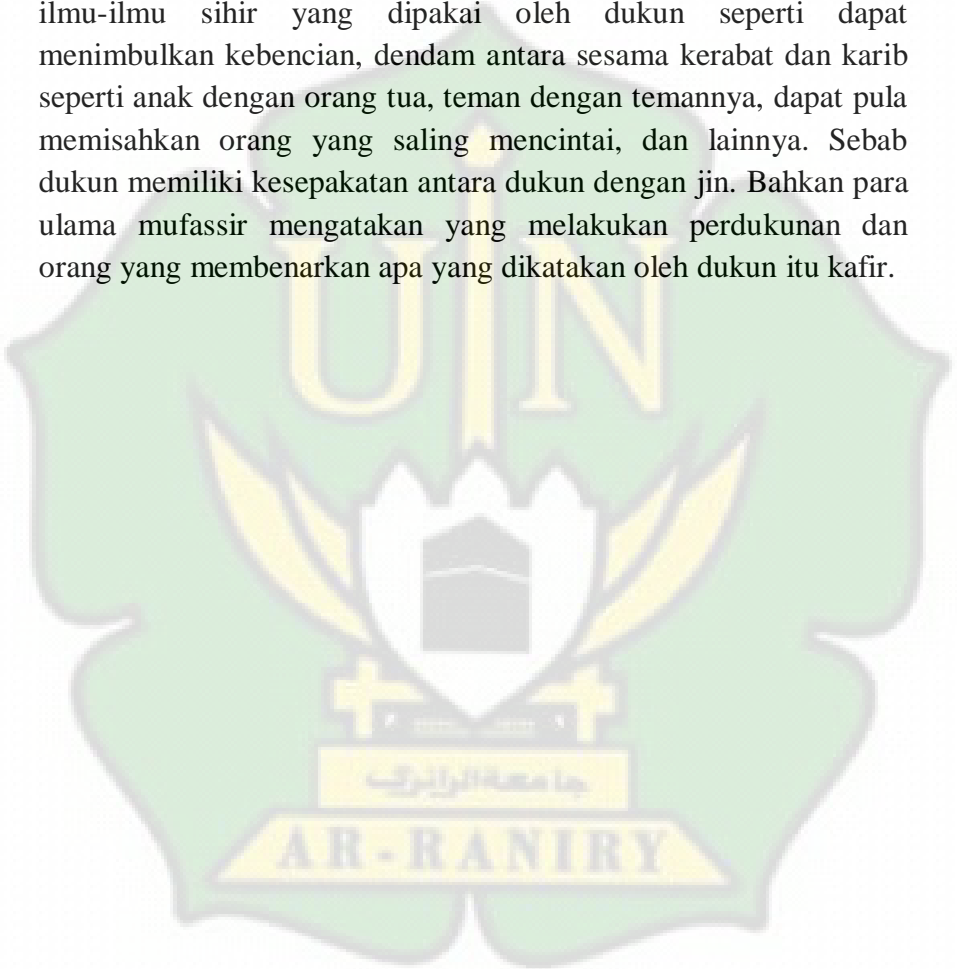 ilmu-ilmu sihir yang dipakai oleh dukun seperti dapat
menimbulkan kebencian, dendam antara sesama kerabat dan karib
seperti anak dengan orang tua, teman dengan temannya, dapat pula
memisahkan orang yang saling mencintai, dan lainnya. Sebab
dukun memiliki kesepakatan antara dukun dengan jin. Bahkan para
ulama mufassir mengatakan yang melakukan perdukunan dan
orang yang membenarkan apa yang dikatakan oleh dukun itu kafir.
UIN
جامعة الرانري
AR-RANIRY